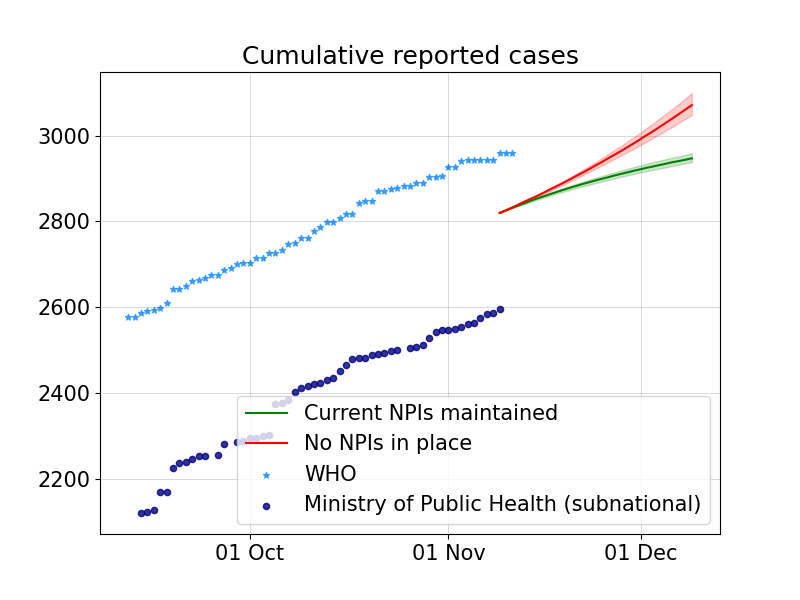 Cumulative reported cases
3000
2800
2600
2400
2200
01 Oct
01 Nov
01 Dec
Current NPIs maintained
No NPIs in place
WHO
Ministry of Public Health (subnational)